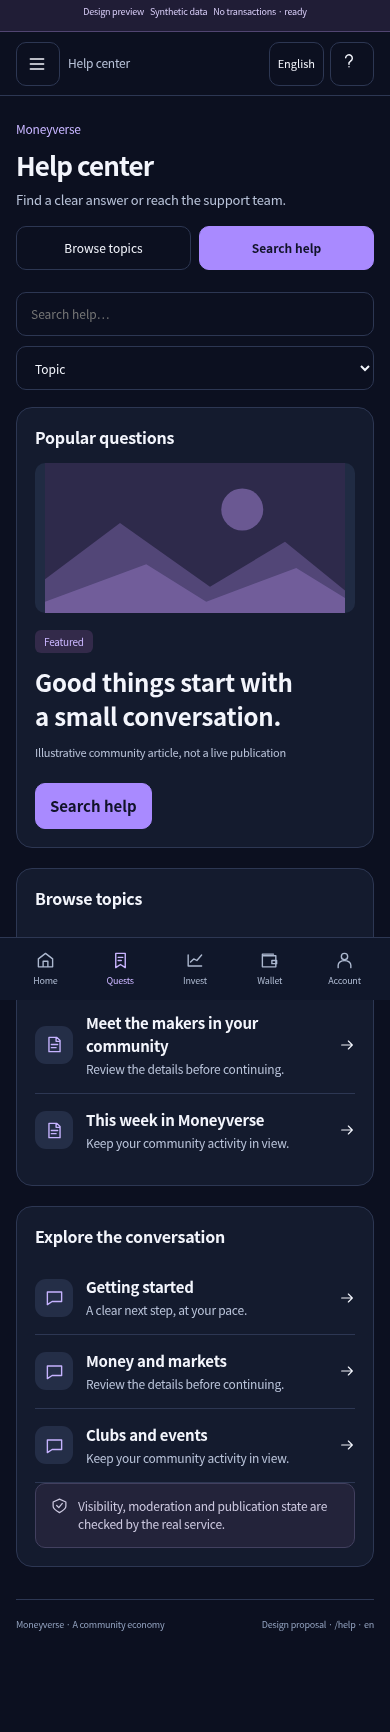 Design preview Synthetic data No transactions · ready
Help center
English
?
Moneyverse
Help center
Find a clear answer or reach the support team.
Browse topics
Search help
Search help...
Topic
Popular questions
Featured
Good things start with
a small conversation.
Illustrative community article, not a live publication
Search help
Browse topics
Home
Quests
Invest
Wallet
Account
Meet the makers in your
community
Review the details before continuing.
This week in Moneyverse
Keep your community activity in view.
Explore the conversation
Getting started
A clear next step, at your pace.
Money and markets
Review the details before continuing.
Clubs and events
Keep your community activity in view.
Visibility, moderation and publication state are
checked by the real service.
Moneyverse · A community economy
Design proposal · /help · en